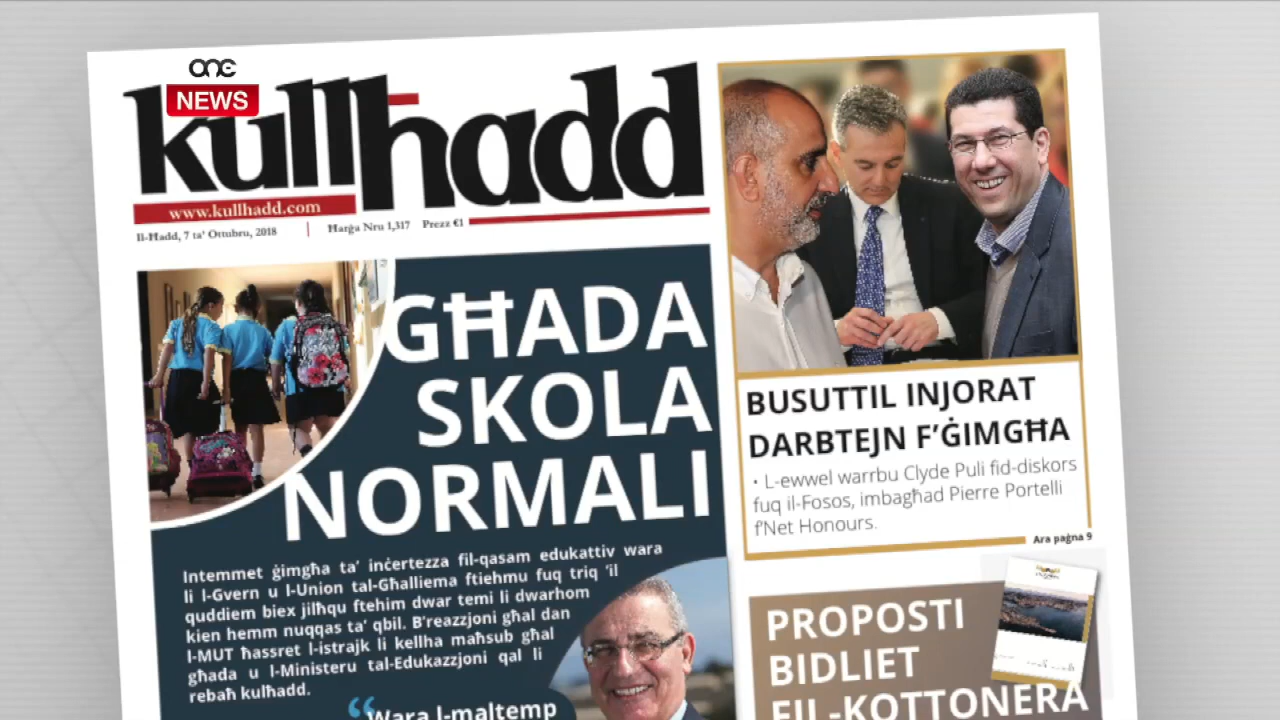 one
NEWS
kullħadd
www.kullhadd.com
Il-Ħadd, 7 ta' Ottubru, 2018
Ħarġa Nru 1,317
Prezz €1
GĦADA
SKOLA
NORMALI
Intemmet ġimgħa ta' inċertezza fil-qasam edukattiv wara
li l-Gvern u l-Union tal-Għalliema ftiehmu fuq triq 'il
quddiem biex jilħqu ftehim dwar temi li dwarhom
kien hemm nuqqas ta' qbil. B'reazzjoni għal dan
l-MUT ħassret l-istrajk li kellha maħsub għal
għada u l-Ministeru tal-Edukazzjoni qal li
rebaħ kulħadd.
“Wara l-maltemp
BUSUTTIL INJORAT
DARBTEJN F'ĠIMGĦA
• L-ewwel warrbu Clyde Puli fid-diskors
fuq il-Fosos, imbagħad Pierre Portelli
f'Net Honours.
Ara paġna 9
PROPOSTI
BIDLIET
FIL-KOTTONERA